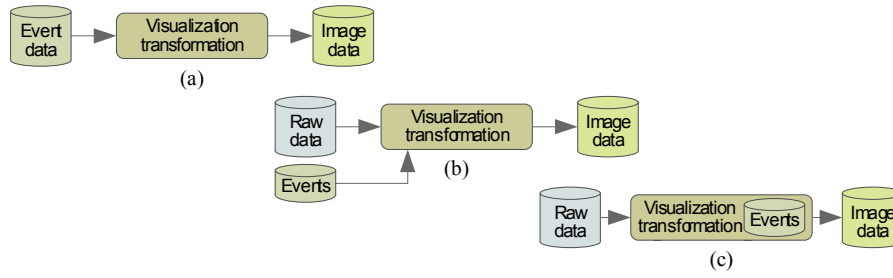 Event
data
Visualization
transformation
Image
data
(a)
Raw
data
Visualization
transformation
Image
data
Events
(b)
Raw
data
Visualization
transformation
Events
Image
data
(c)